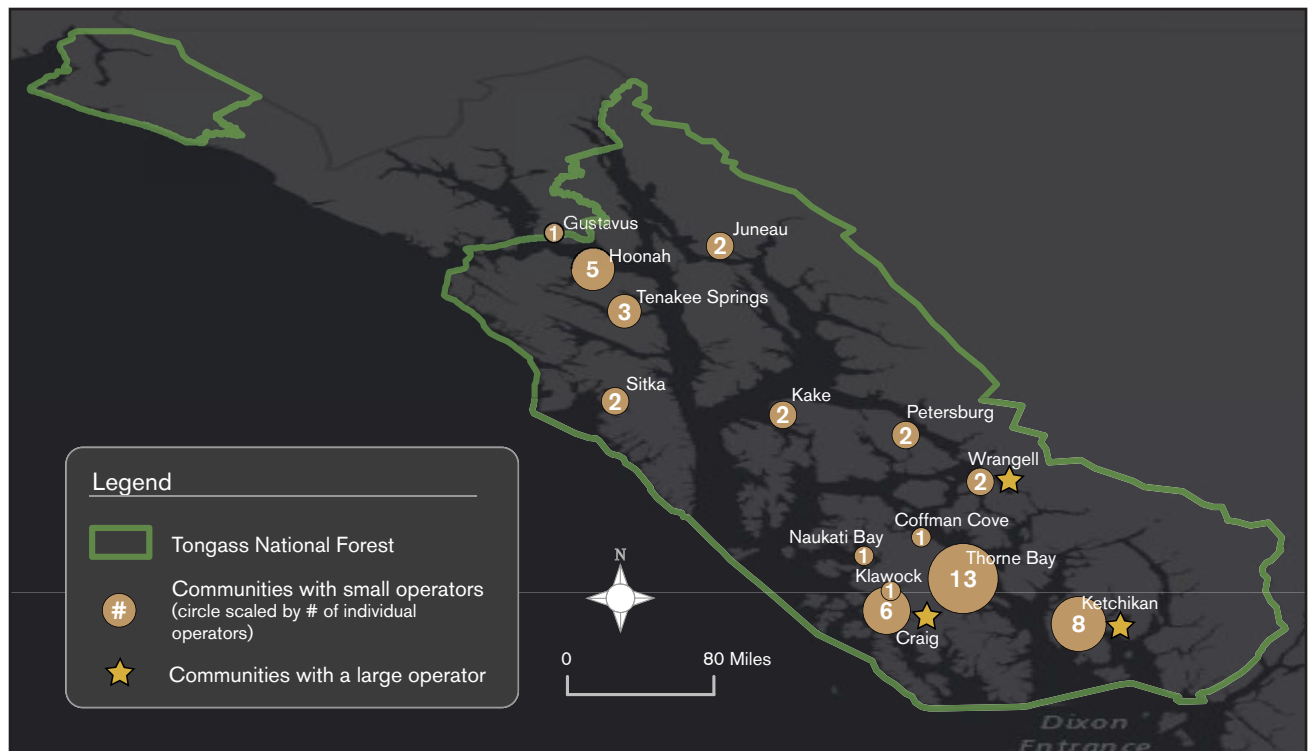 1
Gustavus
2
Juneau
5
Hoonah
3
Tenakee Springs
2
Sitka
2
Kake
2
Petersburg
Wrangell
2
Coffman Cove
1
Naukati Bay
1
Thorne Bay
13
Klawock
1
6
Craig
Ketchikan
8
Legend
Tongass National Forest
#
Communities with small operators
(circle scaled by # of individual
operators)
Communities with a large operator
N
0 80 Miles
Dixon
Entrance